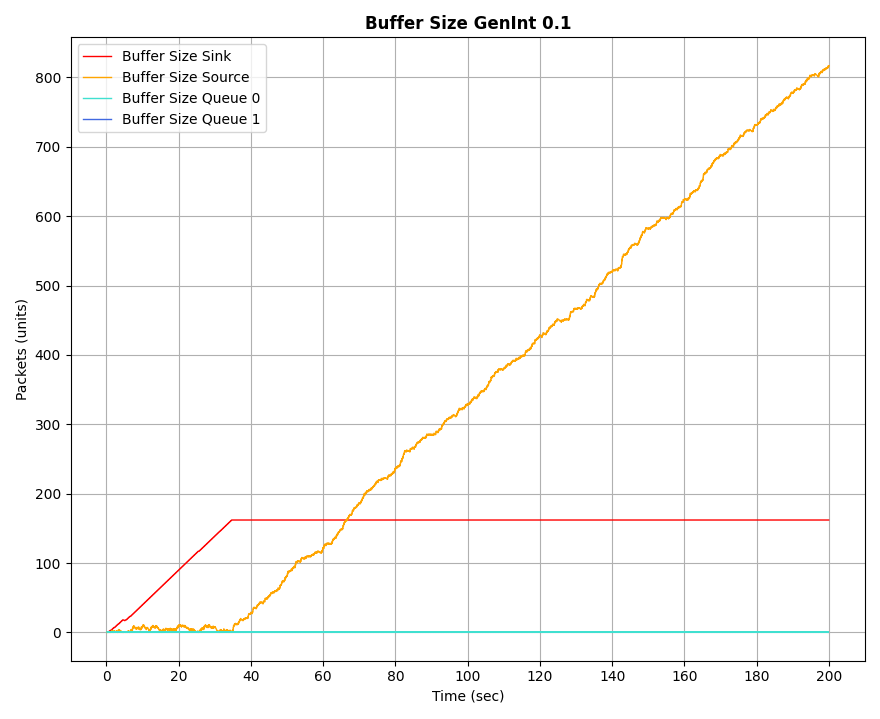 Buffer Size GenInt 0.1
Buffer Size Sink
Buffer Size Source
Buffer Size Queue 0
Buffer Size Queue 1
Packets (units)
800
700
600
500
400
300
200
100
0
0 20 40 60 80 100 120 140 160 180 200
Time (sec)